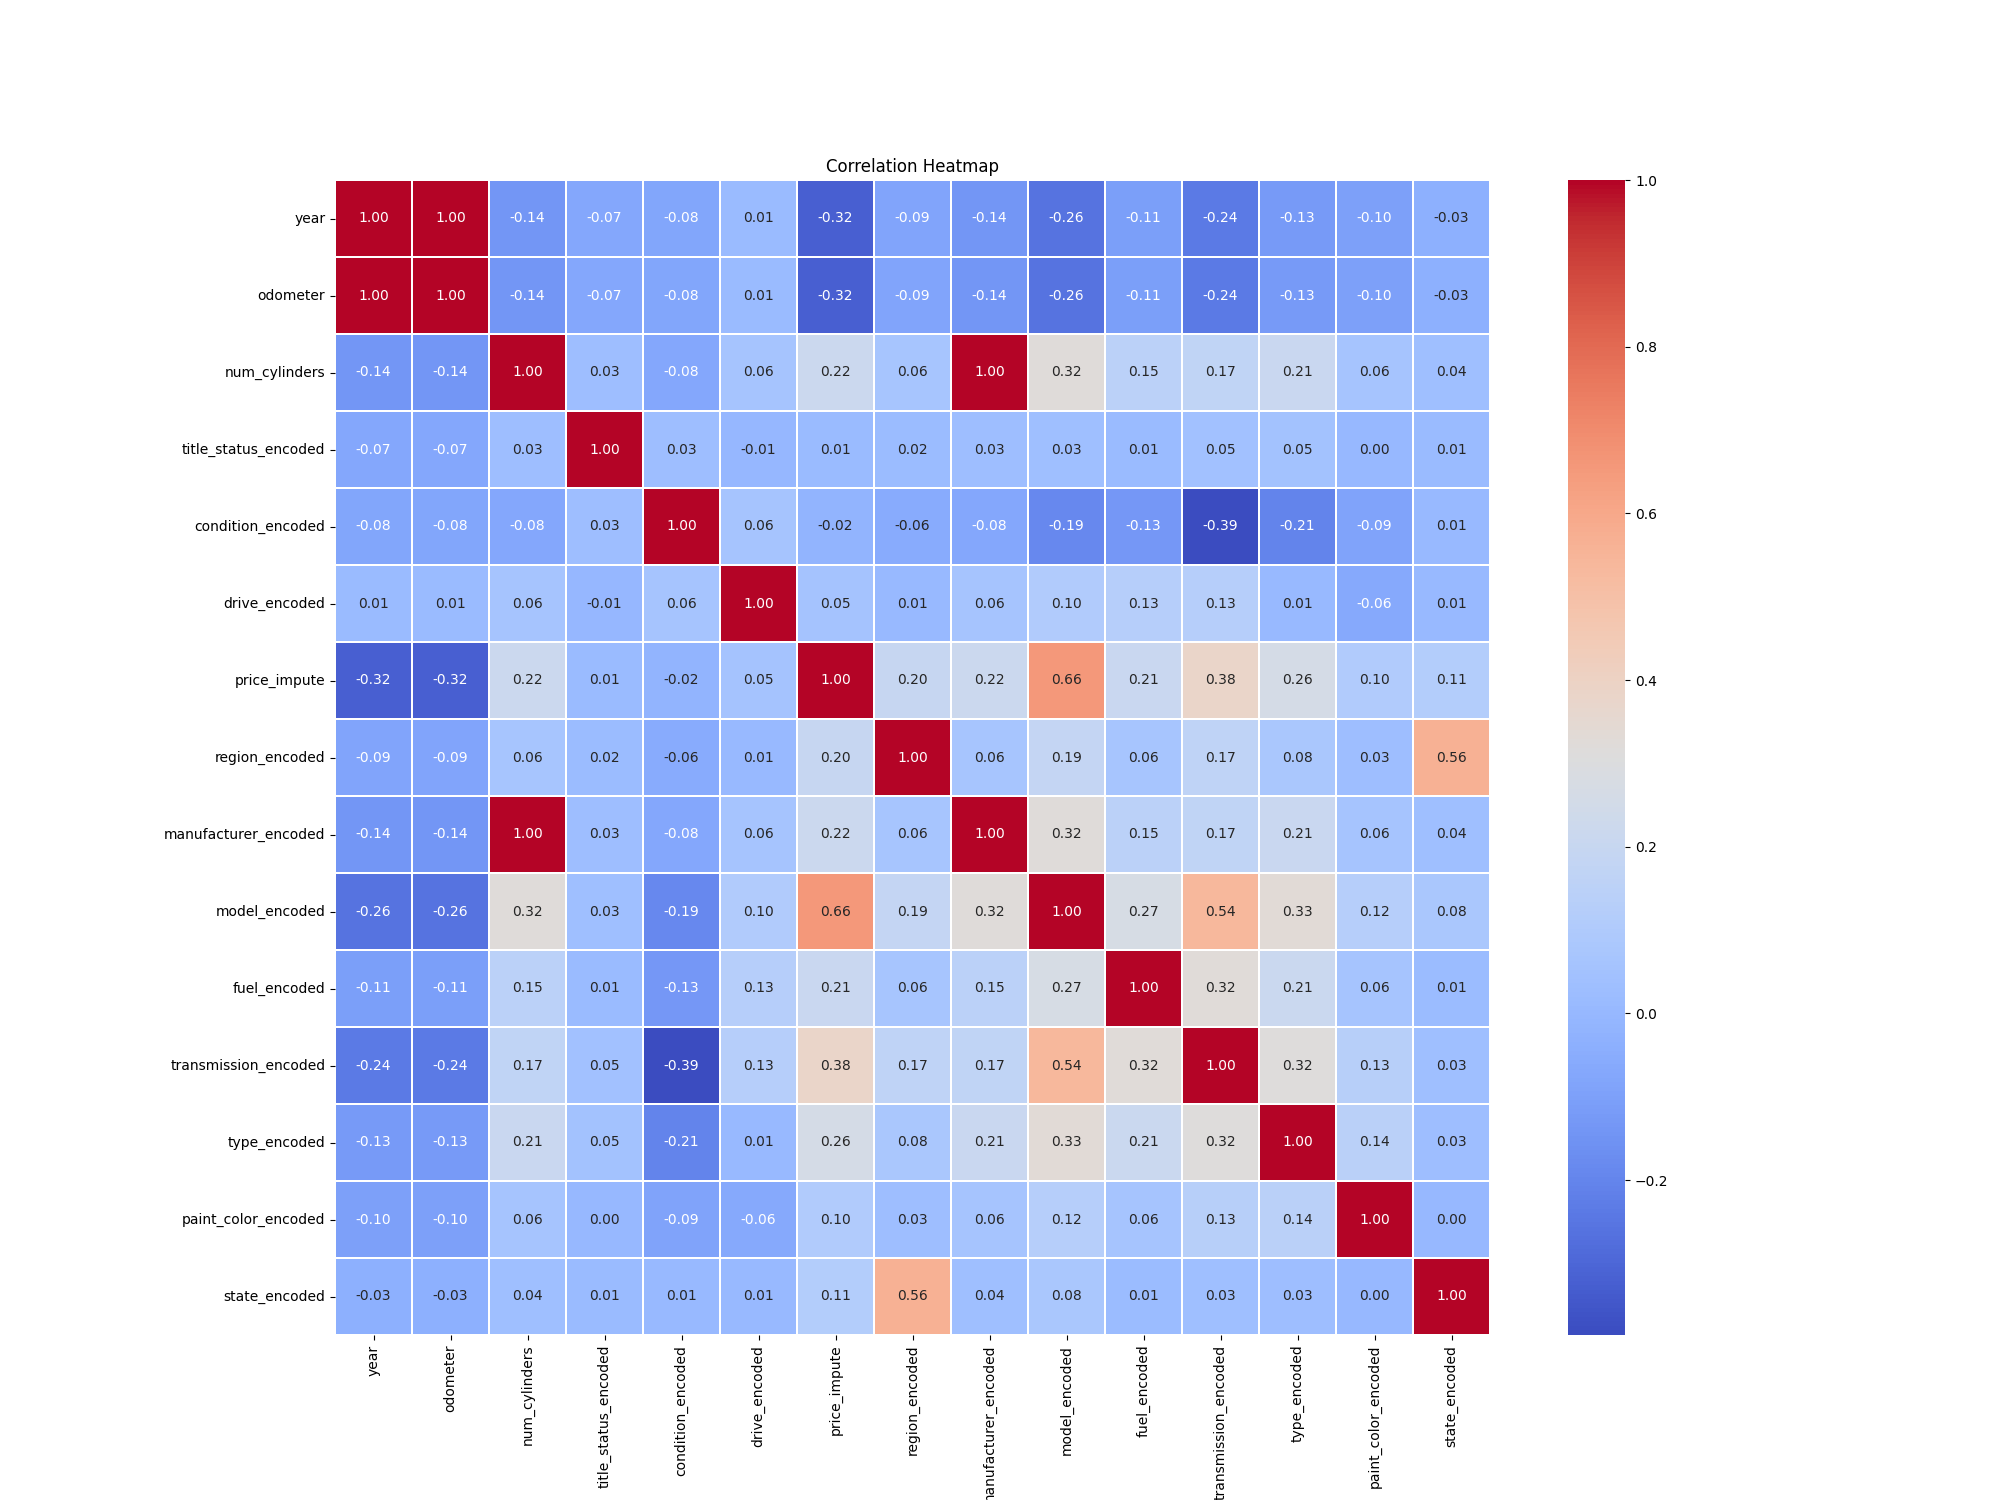 Correlation Heatmap
year 1.00 1.00 -0.14 -0.07 -0.08 0.01 -0.32 -0.09 -0.14 -0.26 -0.11 -0.24 -0.13 -0.10 -0.03
odometer 1.00 1.00 -0.14 -0.07 -0.08 0.01 -0.32 -0.09 -0.14 -0.26 -0.11 -0.24 -0.13 -0.10 -0.03
num_cylinders -0.14 -0.14 1.00 0.03 -0.08 0.06 0.22 0.06 1.00 0.32 0.15 0.17 0.21 0.06 0.04
title_status_encoded -0.07 -0.07 0.03 1.00 0.03 -0.01 0.01 0.02 0.03 0.03 0.01 0.05 0.05 0.00 0.01
condition_encoded -0.08 -0.08 -0.08 0.03 1.00 0.06 -0.02 -0.06 -0.08 -0.19 -0.13 -0.39 -0.21 -0.09 0.01
drive_encoded 0.01 0.01 0.06 -0.01 0.06 1.00 0.05 0.01 0.06 0.10 0.13 0.13 0.01 -0.06 0.01
price_impute -0.32 -0.32 0.22 0.01 -0.02 0.05 1.00 0.20 0.22 0.66 0.21 0.38 0.26 0.10 0.11
region_encoded -0.09 -0.09 0.06 0.02 -0.06 0.01 0.20 1.00 0.06 0.19 0.06 0.17 0.08 0.03 0.56
manufacturer_encoded -0.14 -0.14 1.00 0.03 -0.08 0.06 0.22 0.06 1.00 0.32 0.15 0.17 0.21 0.06 0.04
model_encoded -0.26 -0.26 0.32 0.03 -0.19 0.10 0.66 0.19 0.32 1.00 0.27 0.54 0.33 0.12 0.08
fuel_encoded -0.11 -0.11 0.15 0.01 -0.13 0.13 0.21 0.06 0.15 0.27 1.00 0.32 0.21 0.06 0.01
transmission_encoded -0.24 -0.24 0.17 0.05 -0.39 0.13 0.38 0.17 0.17 0.54 0.32 1.00 0.32 0.13 0.03
type_encoded -0.13 -0.13 0.21 0.05 -0.21 0.01 0.26 0.08 0.21 0.33 0.21 0.32 1.00 0.14 0.03
paint_color_encoded -0.10 -0.10 0.06 0.00 -0.09 -0.06 0.10 0.03 0.06 0.12 0.06 0.13 0.14 1.00 0.00
state_encoded -0.03 -0.03 0.04 0.01 0.01 0.01 0.11 0.56 0.04 0.08 0.01 0.03 0.03 0.00 1.00
year
odometer
num_cylinders
title_status_encoded
condition_encoded
drive_encoded
price_impute
region_encoded
anufacturer_encoded
model_encoded
fuel_encoded
transmission_encoded
type_encoded
paint_color_encoded
state_encoded
1.0
0.8
0.6
0.4
0.2
0.0
−0.2